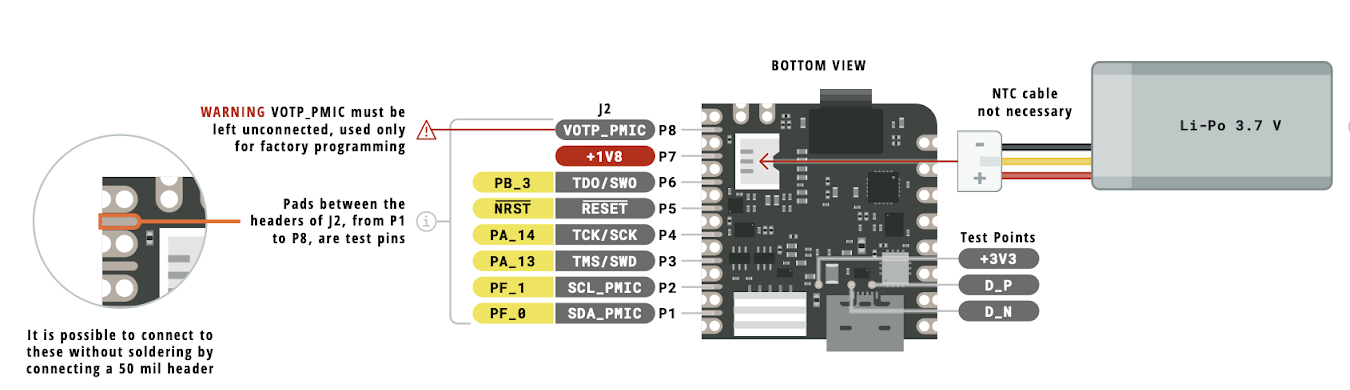 BOTTOM VIEW
WARNING VOTP_PMIC must be
left unconnected, used only
for factory programming
J2
VOTP_PMIC P8
+1V8 P7
PB_3 TDO/SWO P6
NRST RESET P5
PA_14 TCK/SCK P4
PA_13 TMS/SWD P3
PF_1 SCL_PMIC P2
PF_0 SDA_PMIC P1
Pads between the
headers of J2, from P1
to P8, are test pins
i
It is possible to connect to
these without soldering by
connecting a 50 mil header
NTC cable
not necessary
-
+
Li-Po 3.7 V
Test Points
+3V3
D_P
D_N